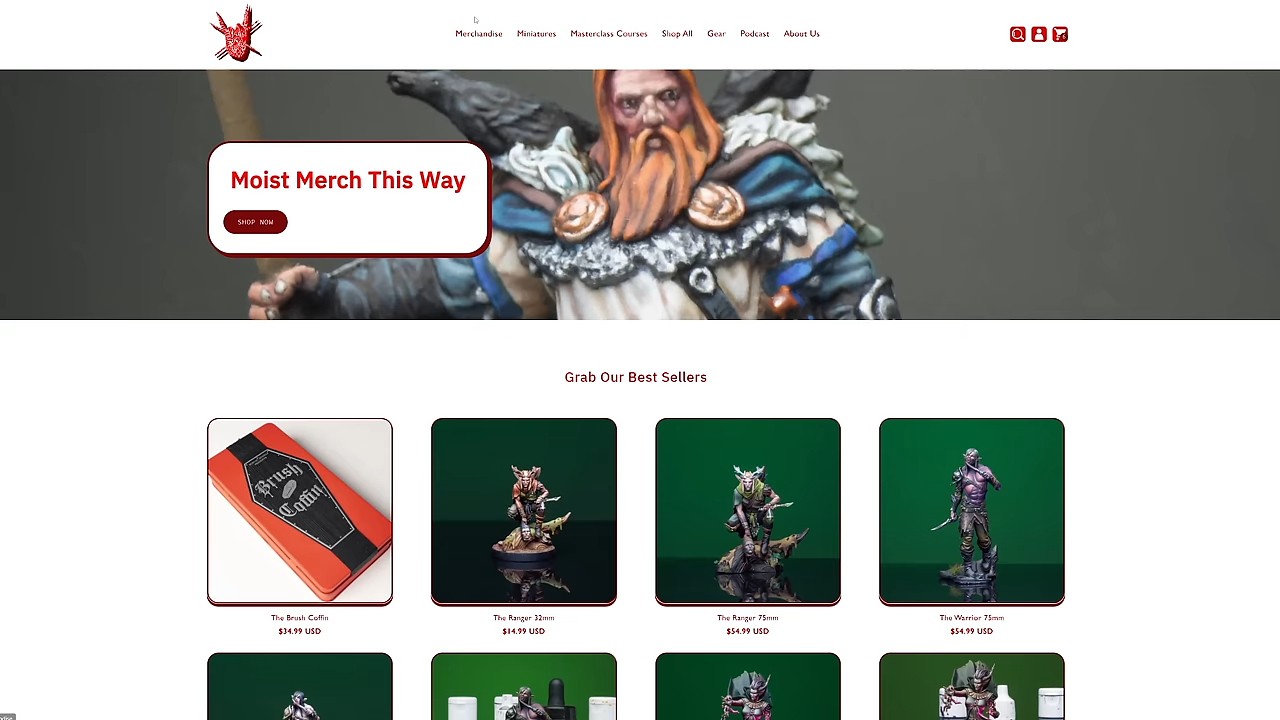 Merchandise Miniatures Masterclass Courses Shop All Gear Podcast About Us
Moist Merch This Way
SHOP NOW
Grab Our Best Sellers
Brush
Coffin
The Brush Coffin
$34.99 USD
The Ranger 32mm
$14.99 USD
The Ranger 75mm
$54.99 USD
The Warrior 75mm
$54.99 USD